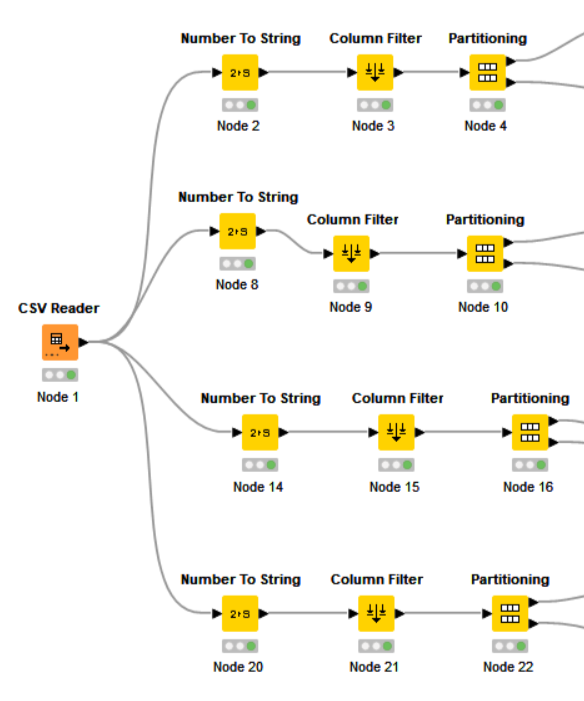 Number To String
Column Filter
Partitioning
2›S
Node 2
Node 3
Node 4
Number To String
Column Filter
Partitioning
2›S
Node 8
Node 9
Node 10
CSV Reader
Node 1
Number To String
Column Filter
Partitioning
2›S
Node 14
Node 15
Node 16
Number To String
Column Filter
Partitioning
2›S
Node 20
Node 21
Node 22